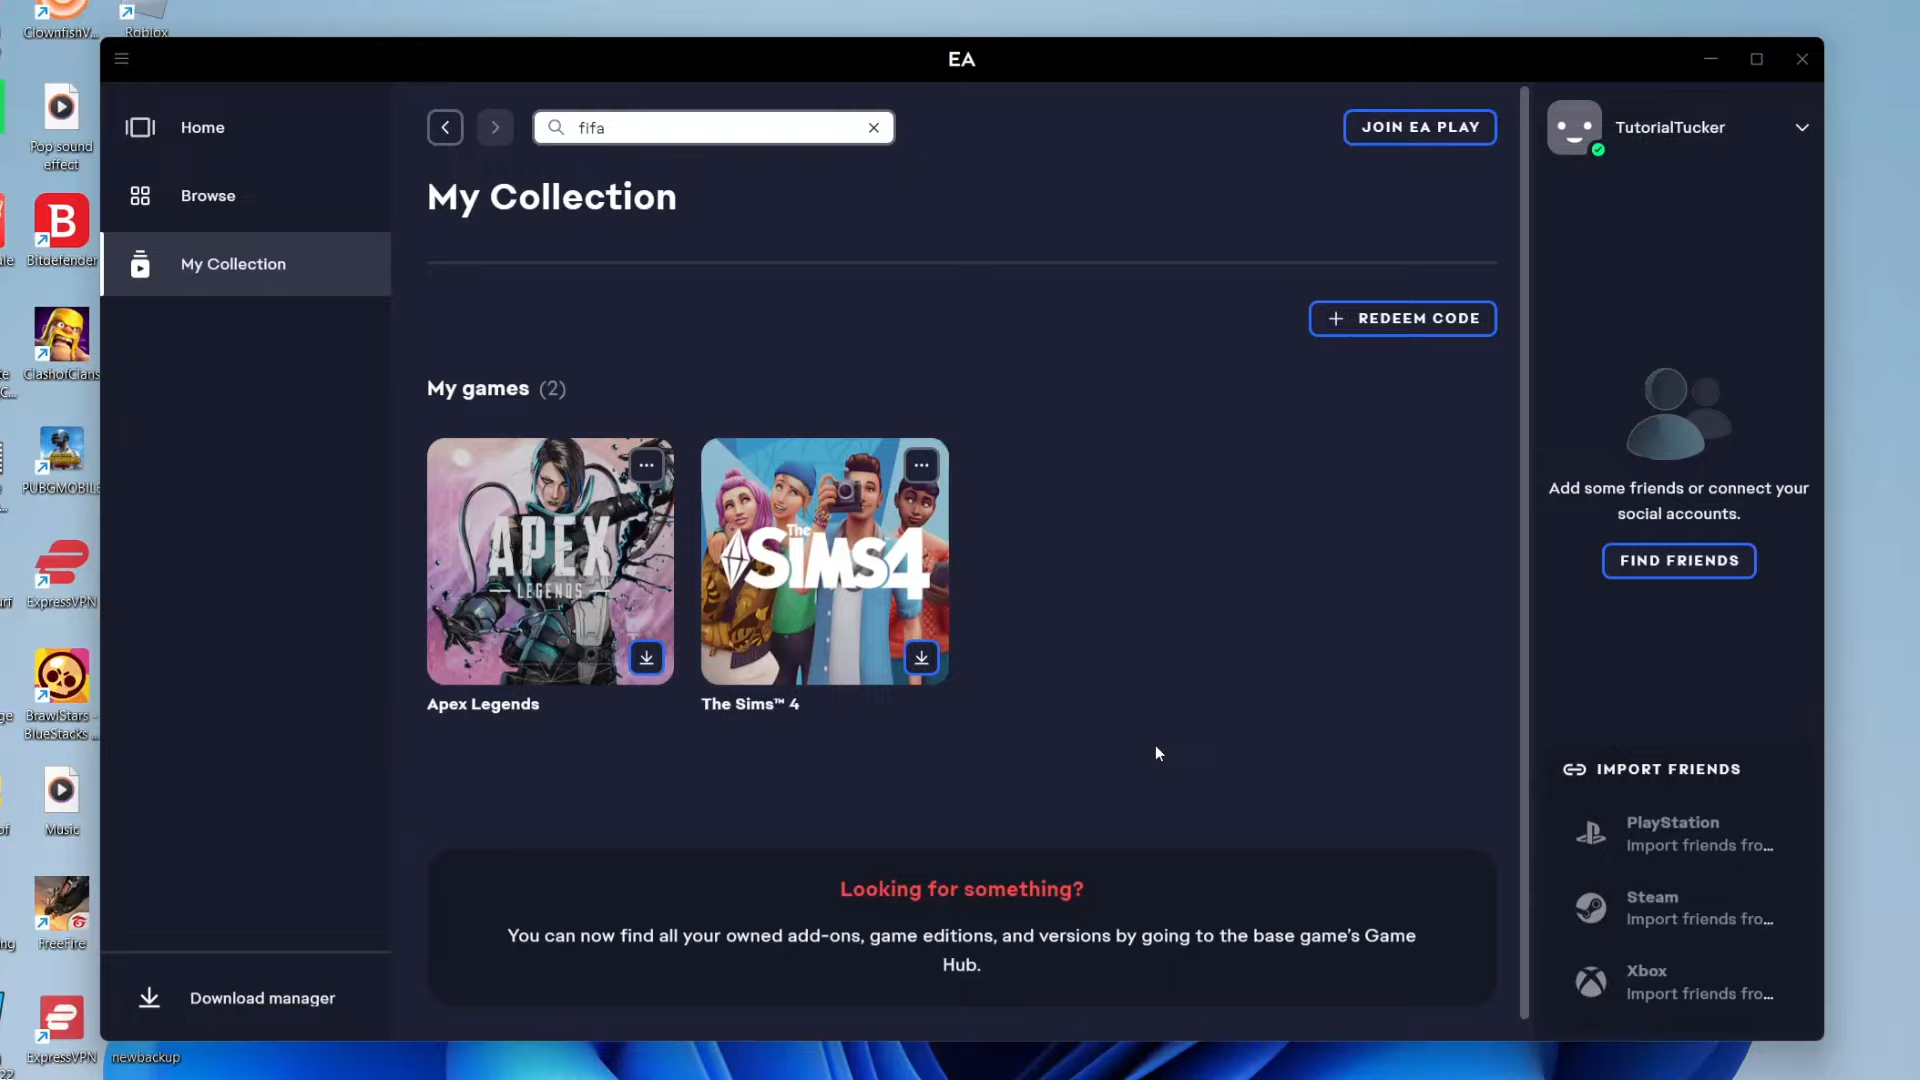 ClownfishV...
Roblox
EA
Home
fifa
JOIN EA PLAY
TutorialTucker
Pop sound
effect
Browse
My Collection
B
Bitdefender
My Collection
REDEEM CODE
ClashofClans
My games (2)
PUBGMOBILE
APEX
LEGENDS
The
SIMS4
Add some friends or connect your
social accounts.
FIND FRIENDS
ExpressVPN
Apex Legends
The Sims™ 4
BrawlStars -
BlueStacks ...
IMPORT FRIENDS
Music
PlayStation
Import friends fro...
Looking for something?
Steam
Import friends fro...
You can now find all your owned add-ons, game editions, and versions by going to the base game's Game
Hub.
FreeFire
Xbox
Import friends fro...
Download manager
ExpressVPN
newbackup